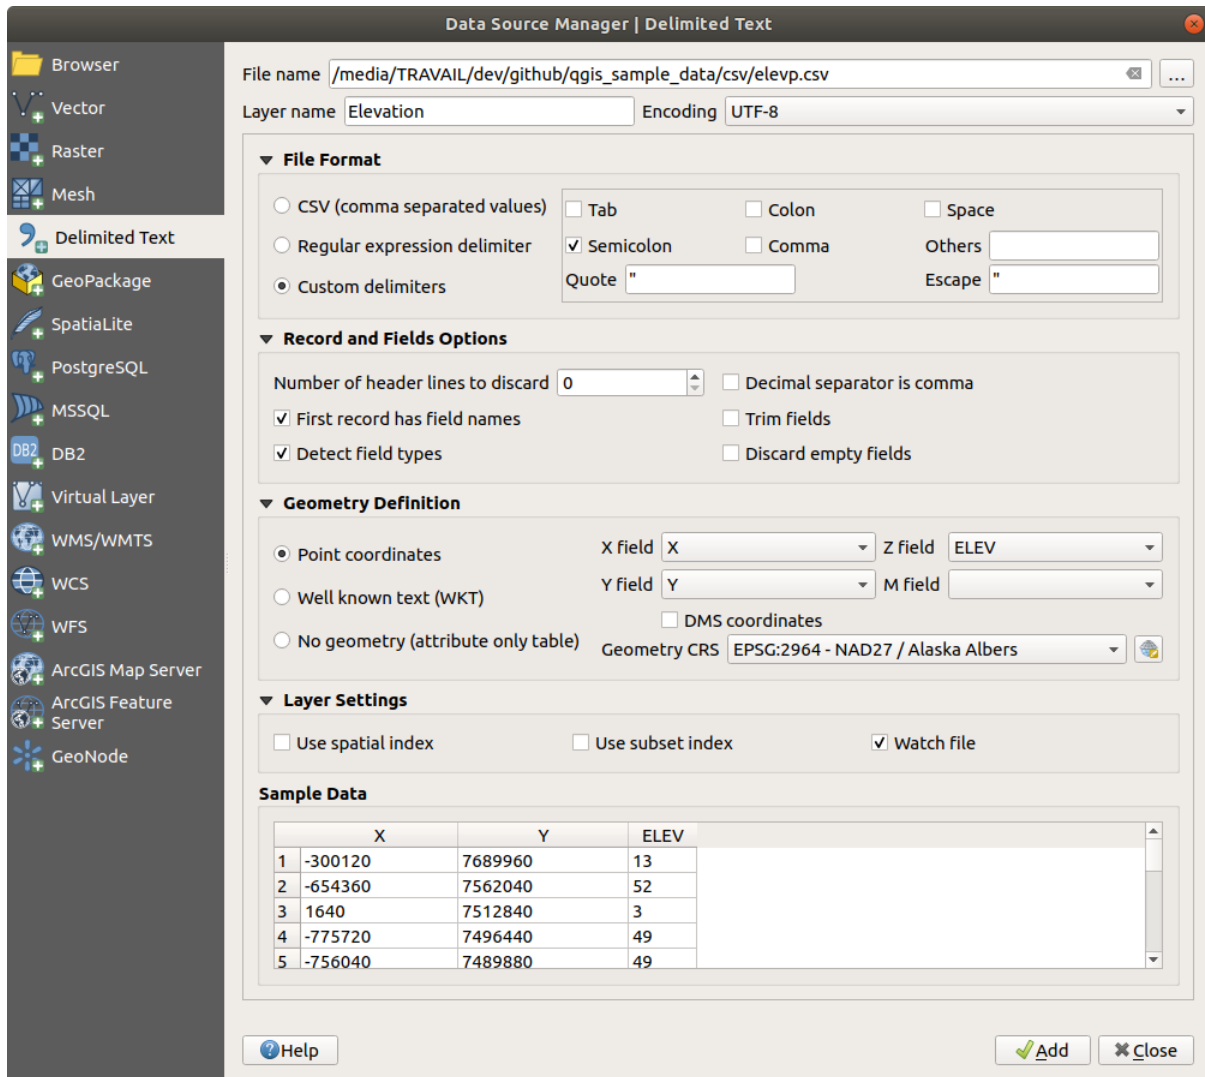 Data Source Manager | Delimited Text
Browser
Vector
Raster
Mesh
Delimited Text
GeoPackage
SpatiaLite
PostgreSQL
MSSQL
DB2 DB2
Virtual Layer
WMS/WMTS
WCS
WFS
ArcGIS Map Server
ArcGIS Feature
Server
GeoNode
File name /media/TRAVAIL/dev/github/qgis_sample_data/csv/elevp.csv ...
Layer name Elevation Encoding UTF-8
File Format
CSV (comma separated values) Tab Colon Space
Regular expression delimiter Semicolon Comma Others
Custom delimiters Quote " Escape "
Record and Fields Options
Number of header lines to discard 0 Decimal separator is comma
First record has field names Trim fields
Detect field types Discard empty fields
Geometry Definition
Point coordinates X field X Z field ELEV
Well known text (WKT) Y field Y M field
DMS coordinates
No geometry (attribute only table) Geometry CRS EPSG:2964 - NAD27 / Alaska Albers
Layer Settings
Use spatial index Use subset index Watch file
Sample Data
X Y ELEV
1 -300120 7689960 13
2 -654360 7562040 52
3 1640 7512840 3
4 -775720 7496440 49
5 -756040 7489880 49
Help Add Close